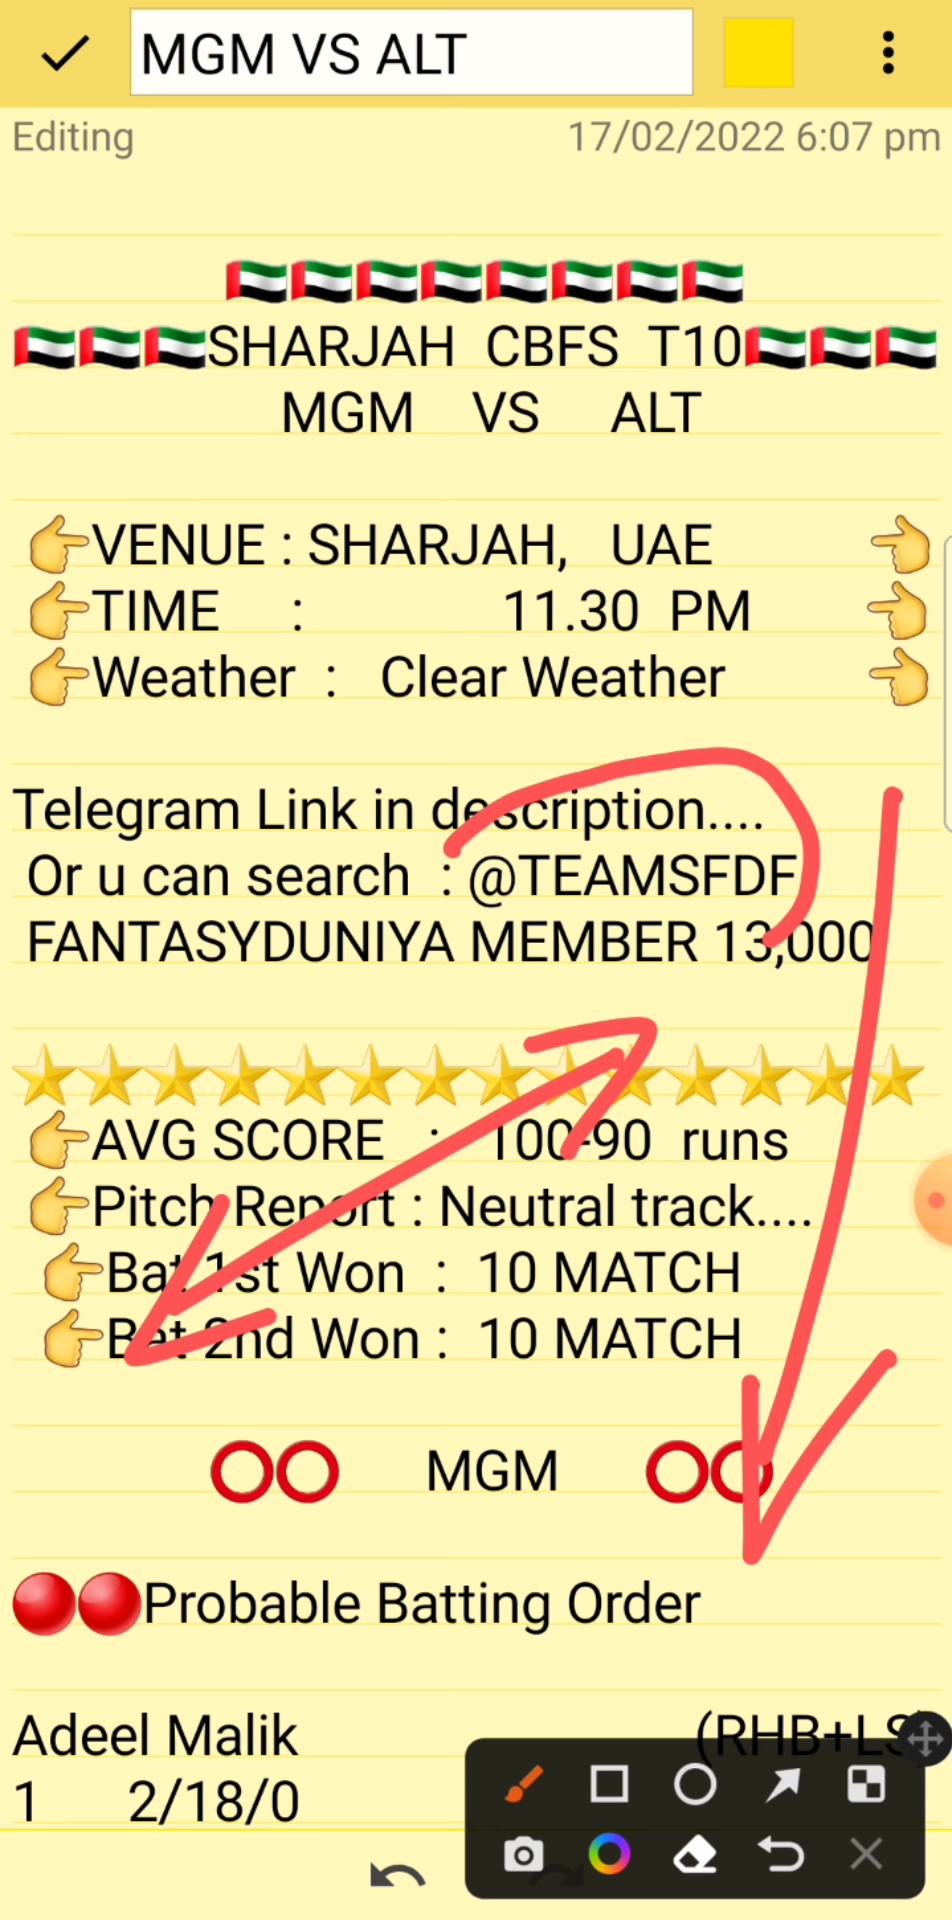 MGM VS ALT
Editing 17/02/2022 6:07 pm
SHARJAH CBFS T10
MGM VS ALT
VENUE : SHARJAH, UAE
TIME : 11.30 PM
Weather : Clear Weather
Telegram Link in description....
Or u can search : @TEAMSFDF
FANTASYDUNIYA MEMBER 13,000
AVG SCORE : 100-90 runs
Pitch Report : Neutral track....
Bat 1st Won : 10 MATCH
Bat 2nd Won : 10 MATCH
MGM
Probable Batting Order
Adeel Malik (RHB+LS
1 2/18/0